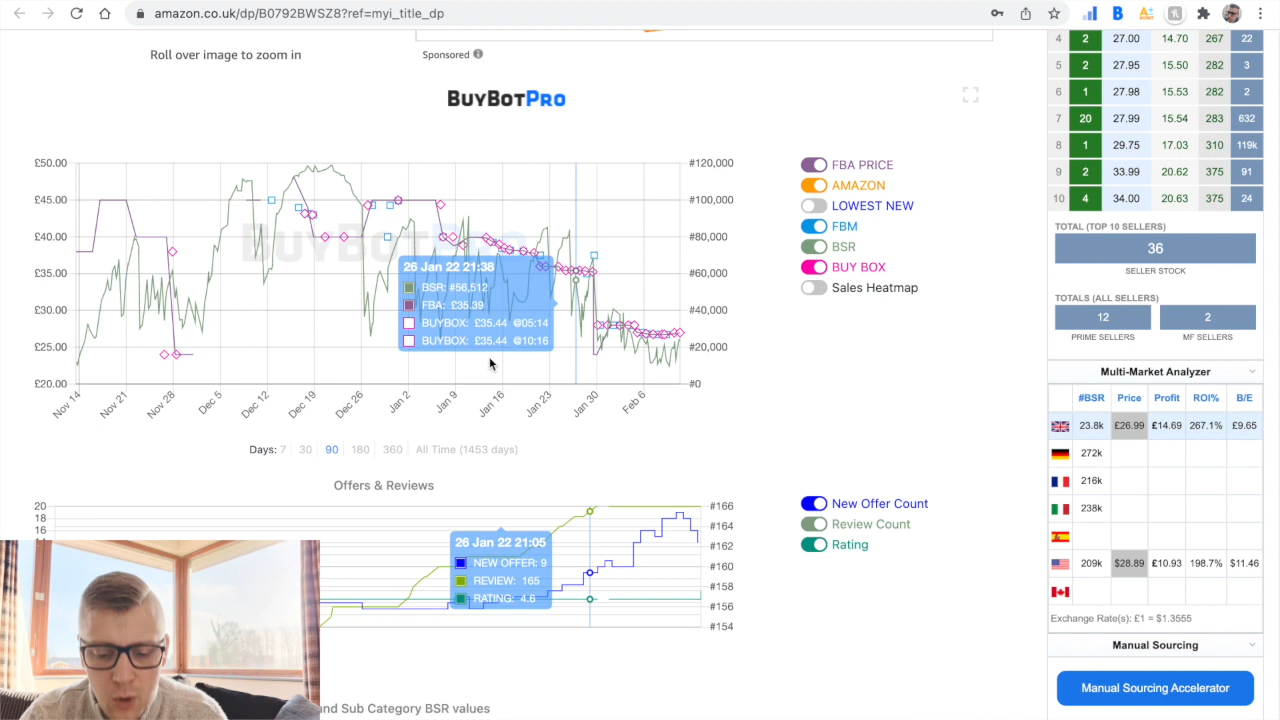 amazon.co.uk/dp/B0792BWSZ8?ref=myi_title_dp
Roll over image to zoom in
Sponsored
BUYBOTPRO
£50.00
£45.00
£40.00
£35.00
£30.00
£25.00
£20.00
#120,000
#100,000
#80,000
#60,000
#40,000
#20,000
#0
BUYBOTPRO
26 Jan 22 21:38
BSR: #56,512
FBA: £35.39
BUYBOX: £35.44 @05:14
BUYBOX: £35.44 @10:16
Nov 14
Nov 21
Nov 28
Dec 5
Dec 12
Dec 19
Dec 26
Jan 2
Jan 9
Jan 16
Jan 23
Jan 30
Feb 6
FBA PRICE
AMAZON
LOWEST NEW
FBM
BSR
BUY BOX
Sales Heatmap
Days: 7 30 90 180 360 All Time (1453 days)
Offers & Reviews
20
18
16
#166
#164
#162
#160
#158
#156
#154
26 Jan 22 21:05
NEW OFFER: 9
REVIEW: 165
RATING: 4.6
New Offer Count
Review Count
Rating
and Sub Category BSR values
4 2 27.00 14.70 267 22
5 2 27.95 15.50 282 3
6 1 27.98 15.53 282 2
7 20 27.99 15.54 283 632
8 1 29.75 17.03 310 119k
9 2 33.99 20.62 375 91
10 4 34.00 20.63 375 24
TOTAL (TOP 10 SELLERS)
36
SELLER STOCK
TOTALS (ALL SELLERS)
12 2
PRIME SELLERS MF SELLERS
Multi-Market Analyzer
#BSR Price Profit ROI% B/E
23.8k £26.99 £14.69 267.1% £9.65
272k
216k
238k
209k $28.89 $10.93 198.7% $11.46
Exchange Rate(s): £1 = $1.3555
Manual Sourcing
Manual Sourcing Accelerator